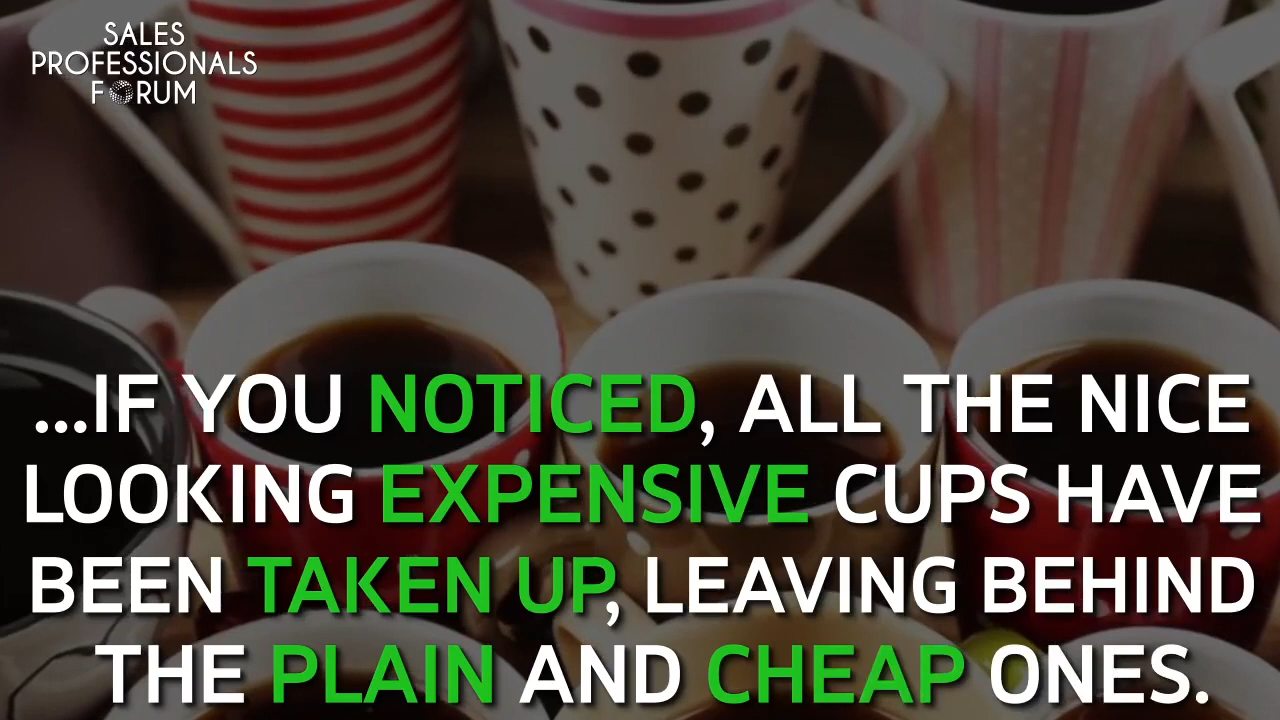 SALES
PROFESSIONALS
FORUM
...IF YOU NOTICED, ALL THE NICE
LOOKING EXPENSIVE CUPS HAVE
BEEN TAKEN UP, LEAVING BEHIND
THE PLAIN AND CHEAP ONES.